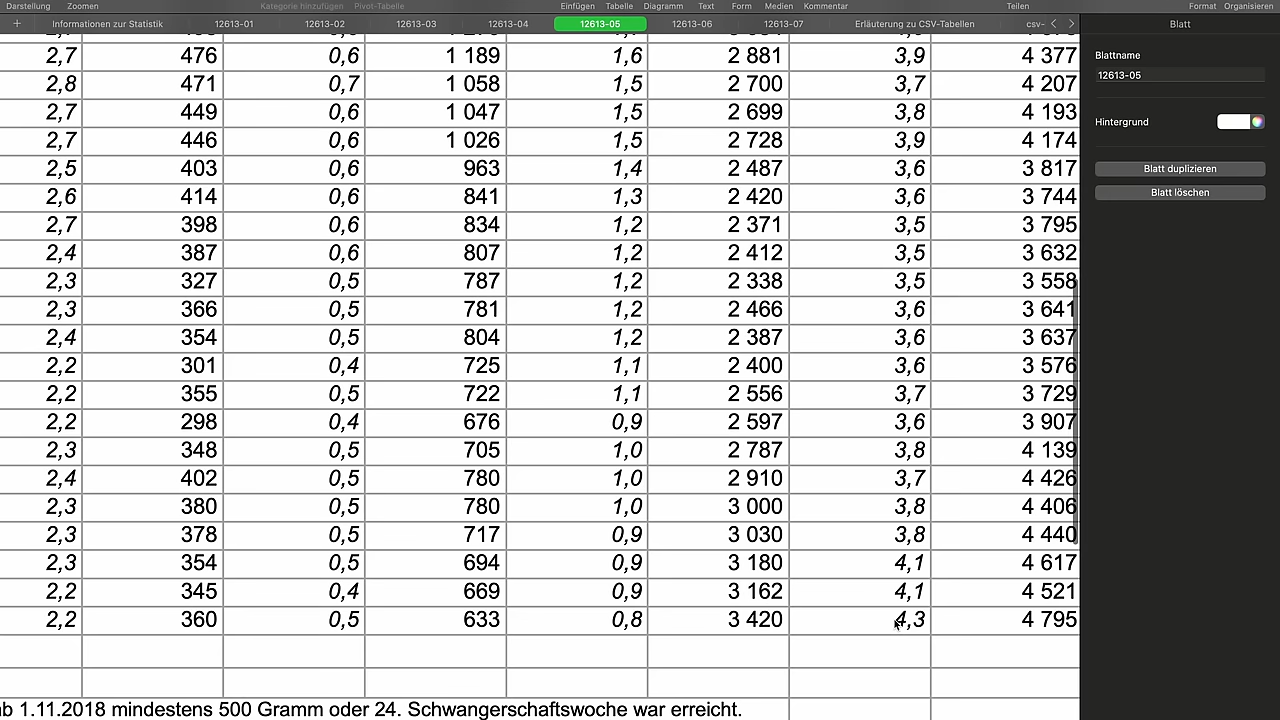 Darstellung Zoomen Kategorie hinzufügen Pivot-Tabelle Einfügen Tabelle Diagramm Text Form Medien Kommentar Teilen Format Organisieren
+ Informationen zur Statistik 12613-01 12613-02 12613-03 12613-04 12613-05 12613-06 12613-07 Erläuterung zu CSV-Tabellen csv- Blatt
2,7 476 0,6 1 189 1,6 2 881 3,9 4 377
2,8 471 0,7 1 058 1,5 2 700 3,7 4 207
2,7 449 0,6 1 047 1,5 2 699 3,8 4 193
2,7 446 0,6 1 026 1,5 2 728 3,9 4 174
2,5 403 0,6 963 1,4 2 487 3,6 3 817
2,6 414 0,6 841 1,3 2 420 3,6 3 744
2,7 398 0,6 834 1,2 2 371 3,5 3 795
2,4 387 0,6 807 1,2 2 412 3,5 3 632
2,3 327 0,5 787 1,2 2 338 3,5 3 558
2,3 366 0,5 781 1,2 2 466 3,6 3 641
2,4 354 0,5 804 1,2 2 387 3,6 3 637
2,2 301 0,4 725 1,1 2 400 3,6 3 576
2,2 355 0,5 722 1,1 2 556 3,7 3 729
2,2 298 0,4 676 0,9 2 597 3,6 3 907
2,3 348 0,5 705 1,0 2 787 3,8 4 139
2,4 402 0,5 780 1,0 2 910 3,7 4 426
2,3 380 0,5 780 1,0 3 000 3,8 4 406
2,3 378 0,5 717 0,9 3 030 3,8 4 440
2,3 354 0,5 694 0,9 3 180 4,1 4 617
2,2 345 0,4 669 0,9 3 162 4,1 4 521
2,2 360 0,5 633 0,8 3 420 4,3 4 795
ab 1.11.2018 mindestens 500 Gramm oder 24. Schwangerschaftswoche war erreicht.
Blattname
12613-05
Hintergrund
Blatt duplizieren
Blatt löschen